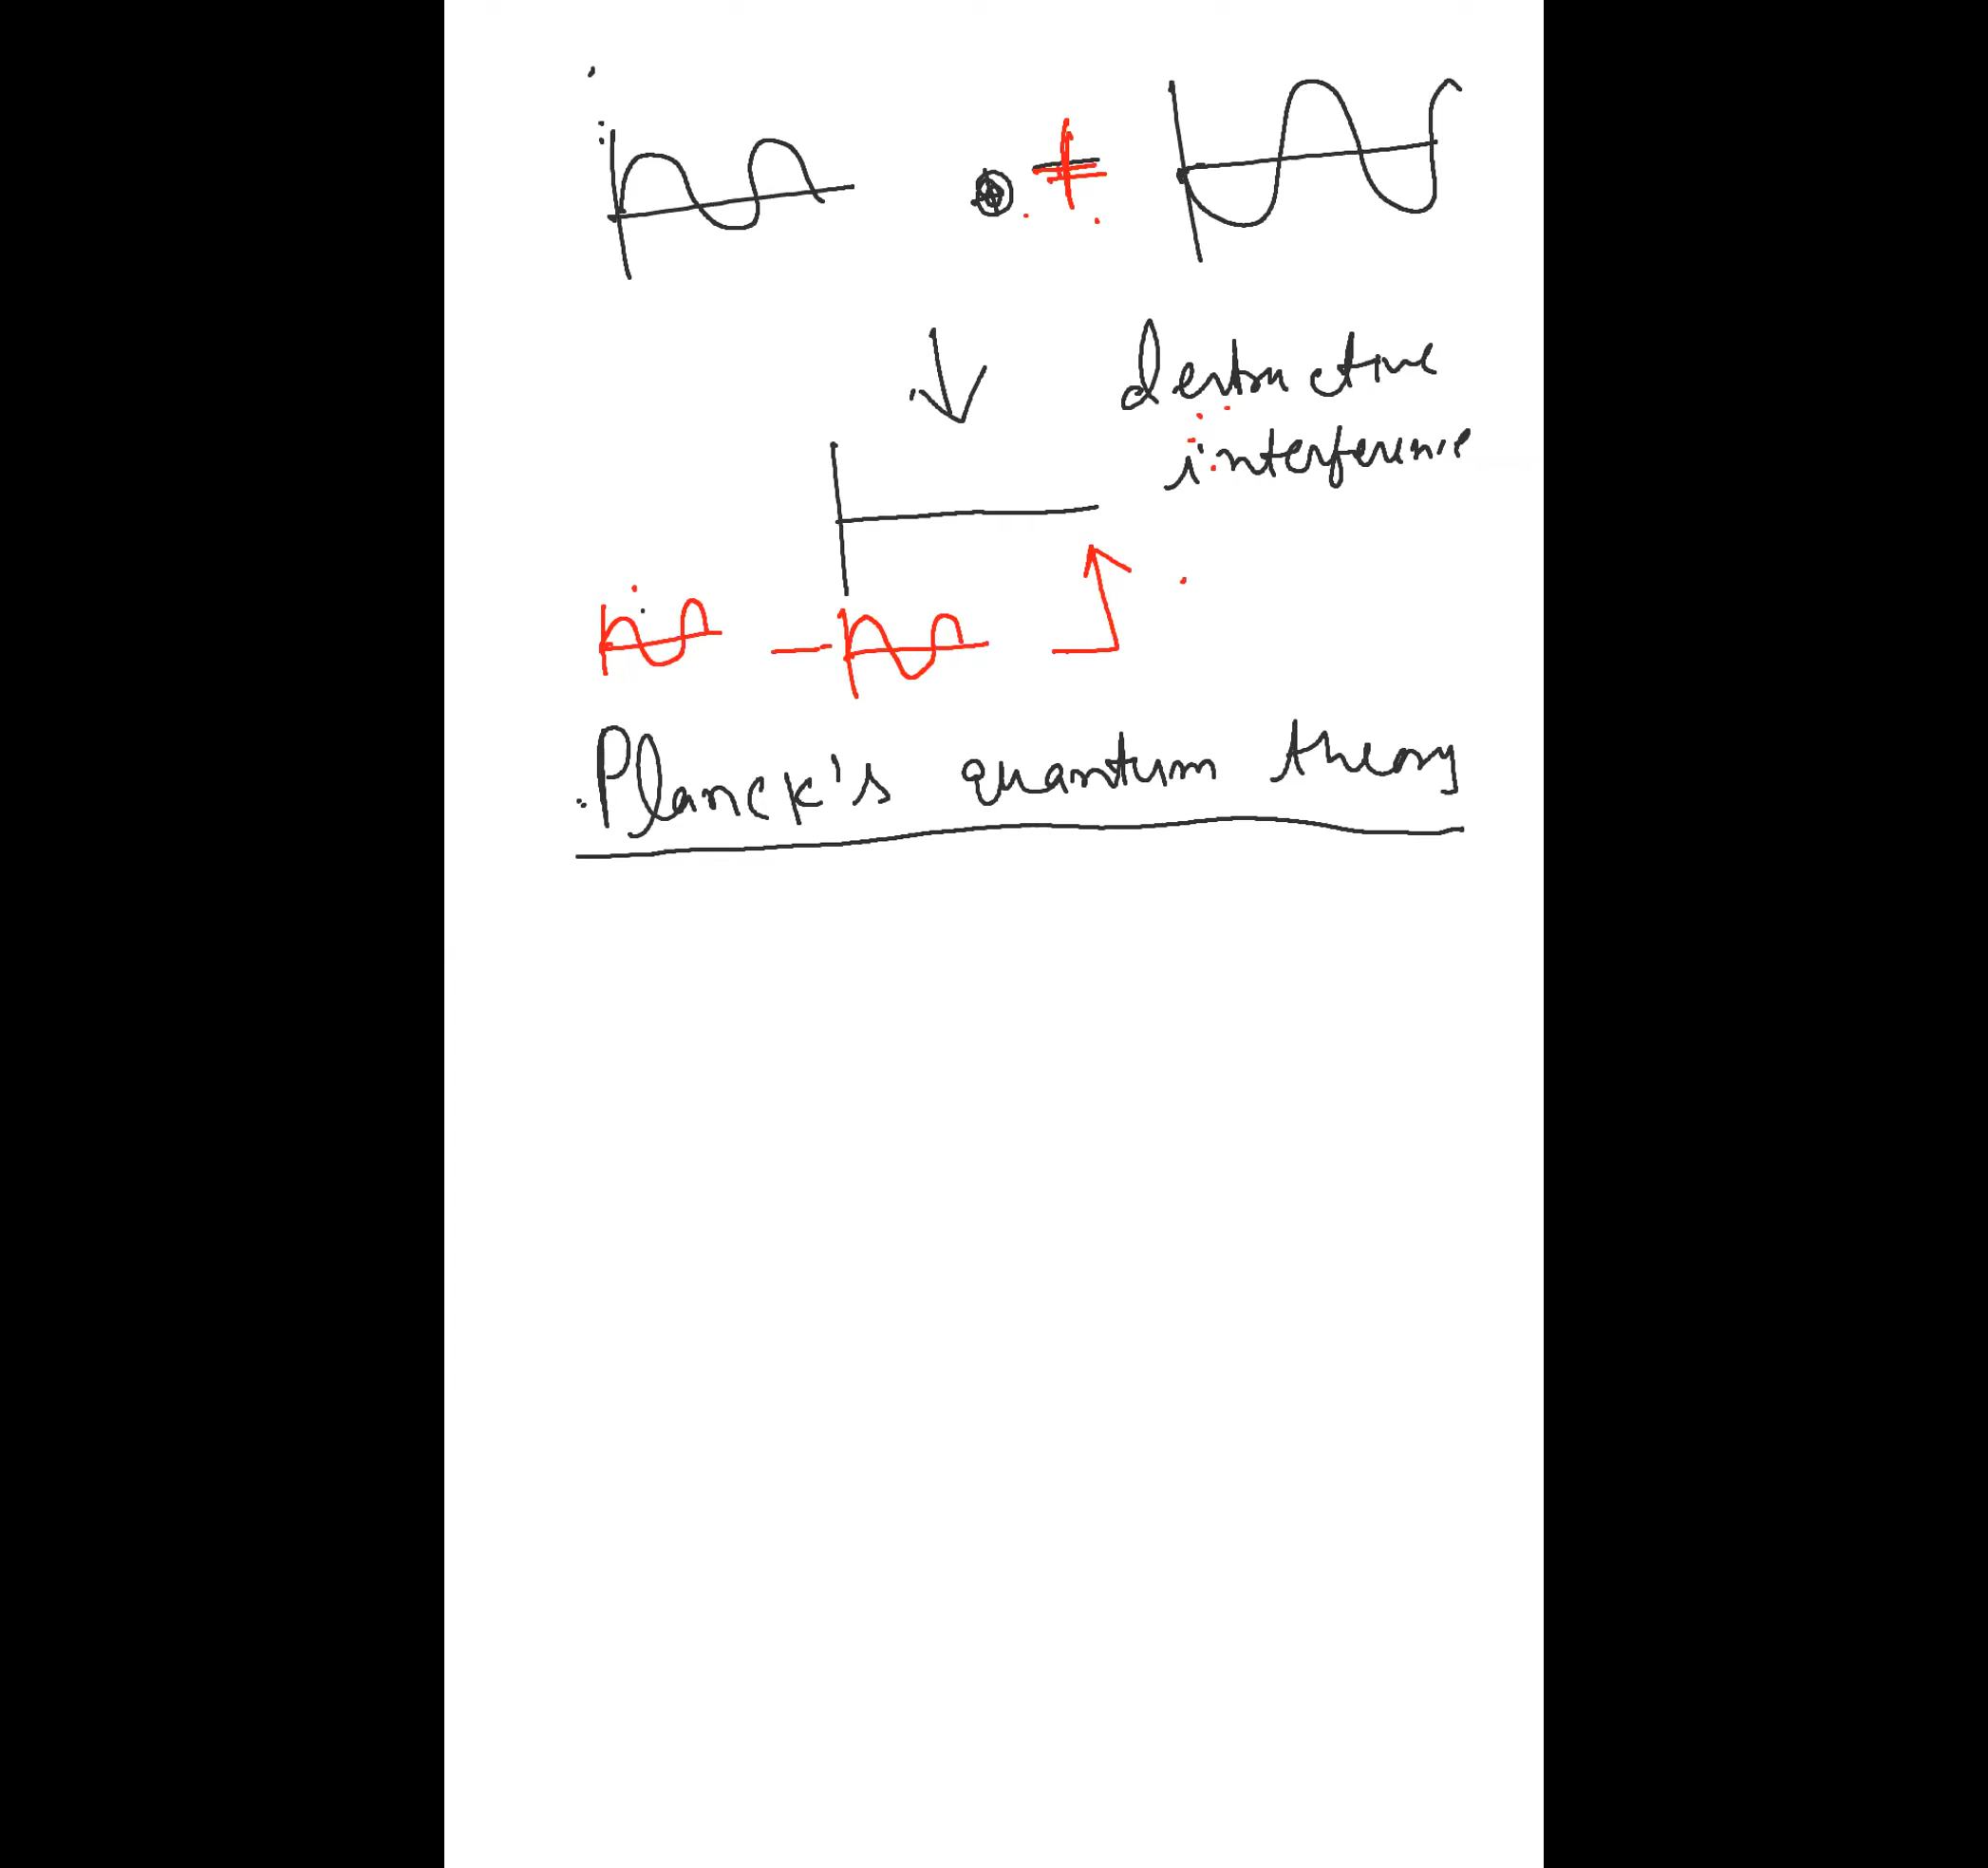 +
destructive
interference
-
Planck's quantum theory